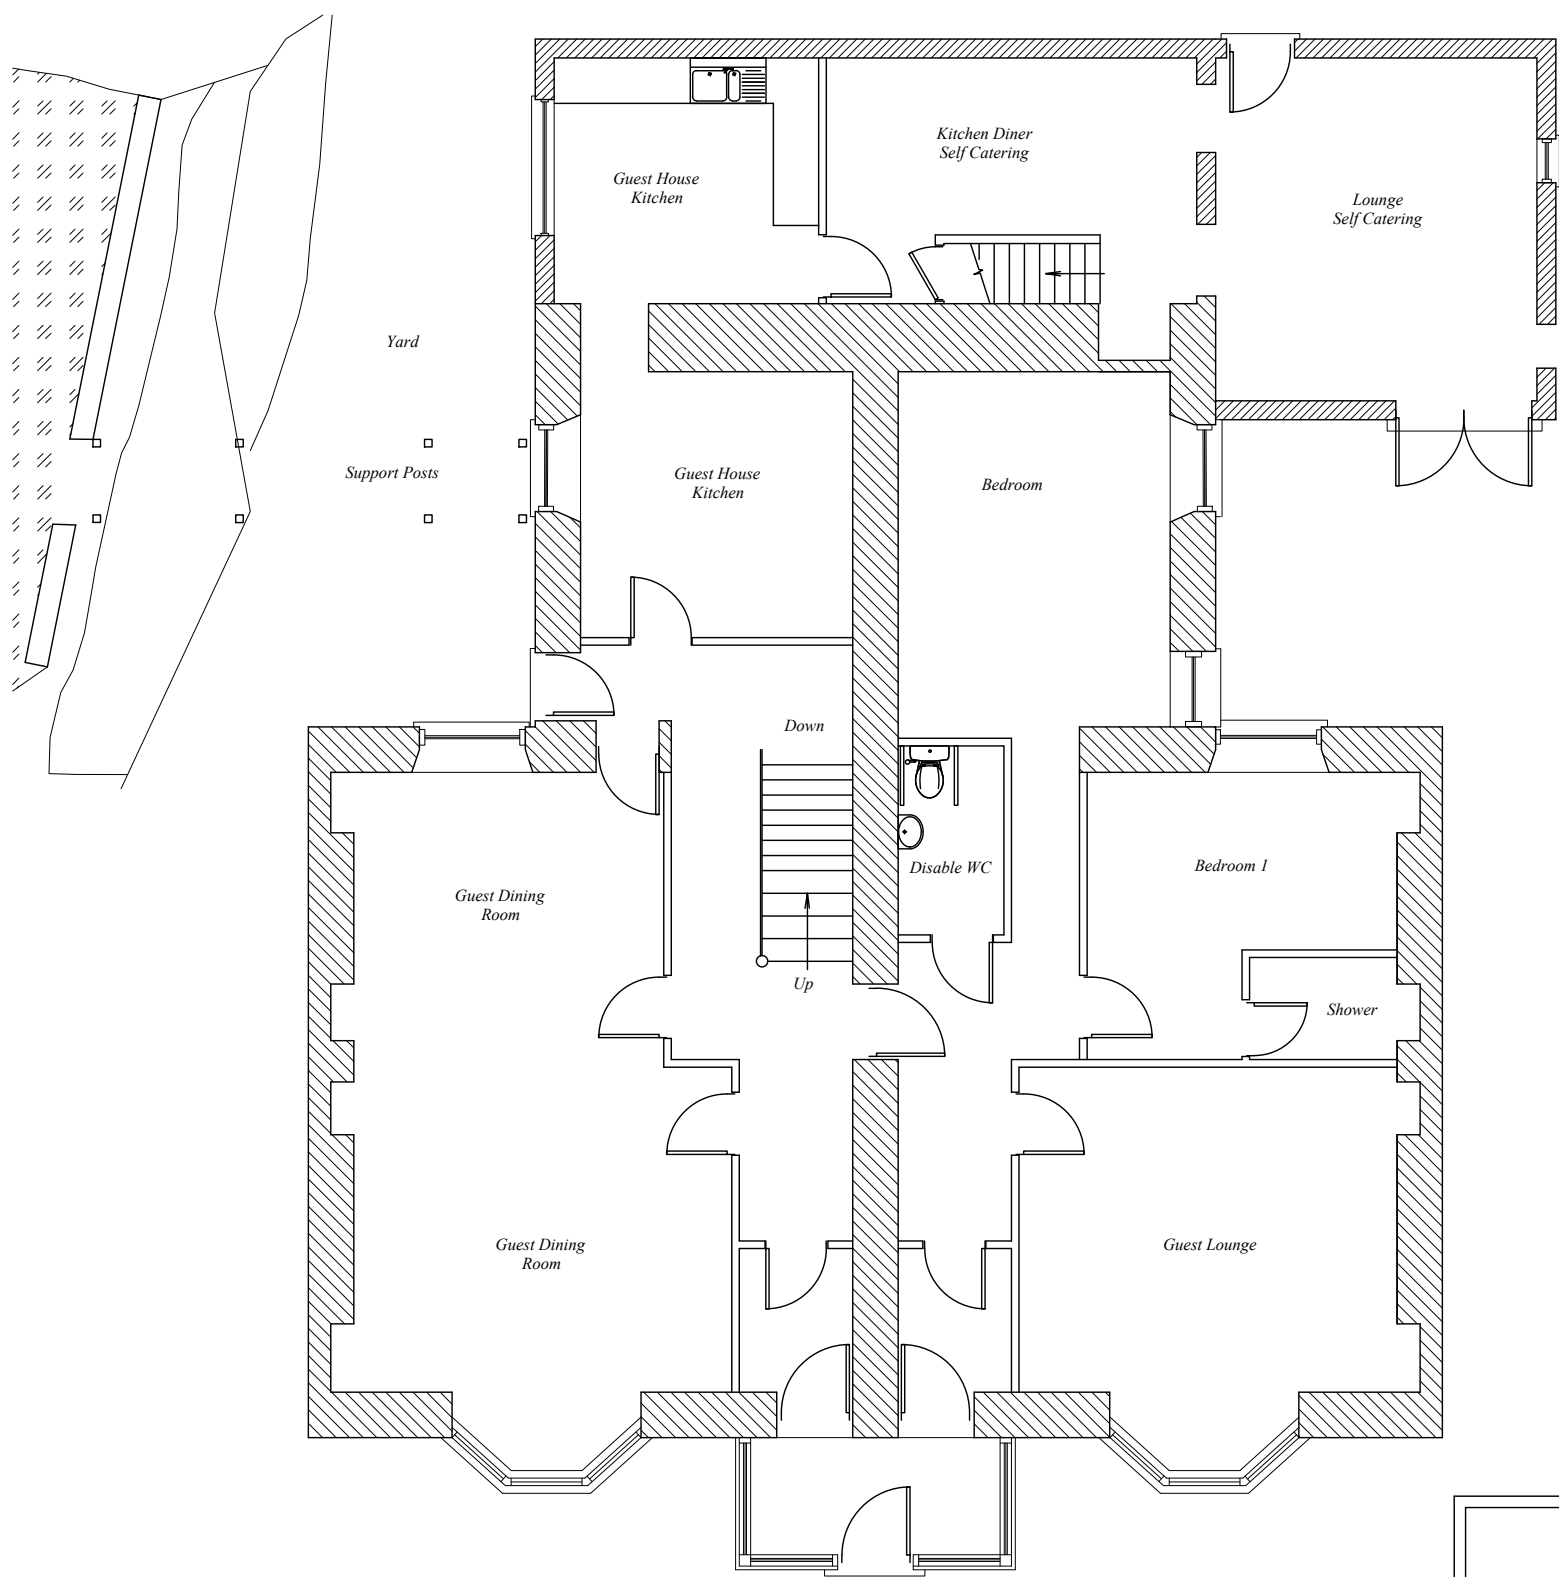 Kitchen Diner
Self Catering
Guest House
Kitchen
Lounge
Self Catering
Yard
Support Posts
Guest House
Kitchen
Bedroom
Down
Disable WC
Bedroom 1
Guest Dining
Room
Up
Shower
Guest Dining
Room
Guest Lounge